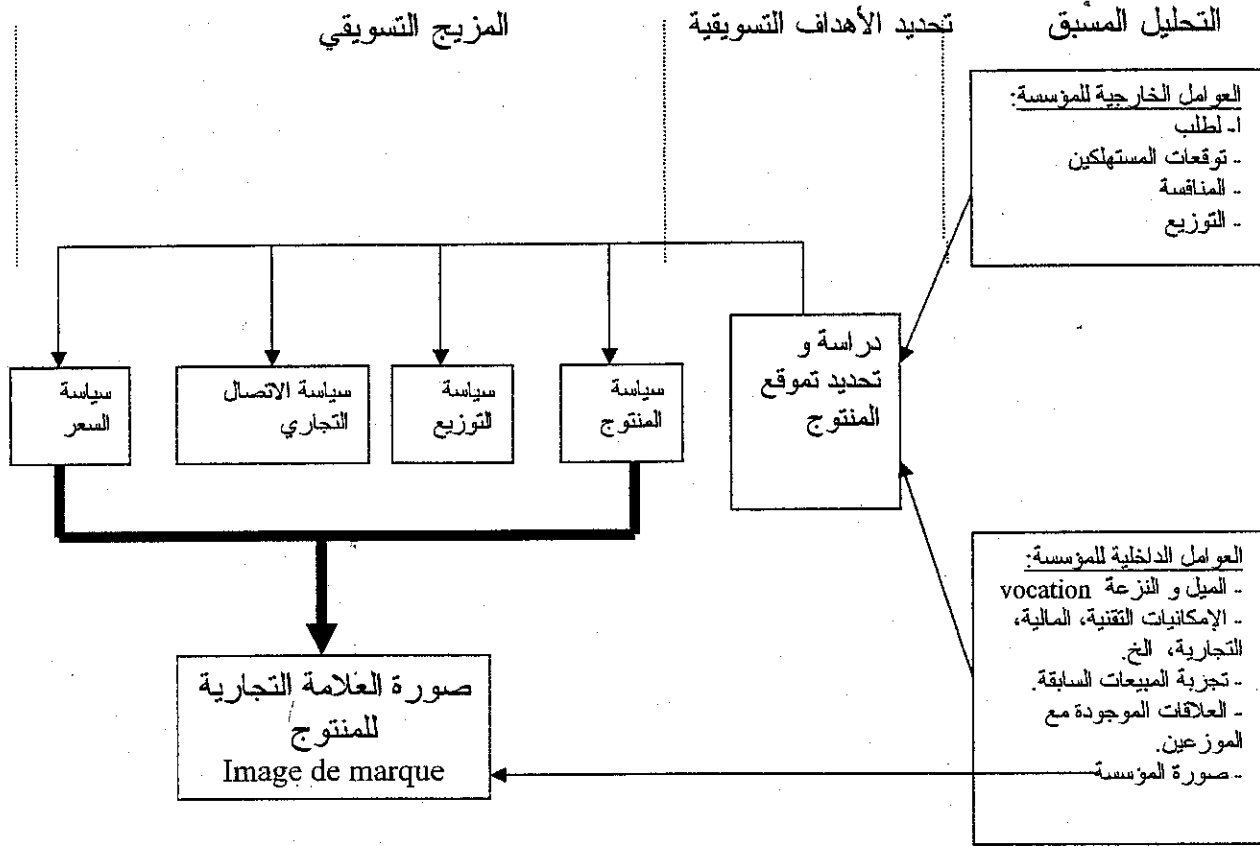 التحليل المسبق
تحديد الأهداف التسويقية
المزيج التسويقي
العوامل الخارجية للمؤسسة:
ا- لطلب
- توقعات المستهلكين
- المنافسة
- التوزيع
دراسة و
تحديد تموقع
المنتوج
سياسة
المنتوج
سياسة
التوزيع
سياسة الاتصال
التجاري
سياسة
السعر
العوامل الداخلية للمؤسسة:
- الميل و النزعة vocation
- الإمكانيات التقنية، المالية،
التجارية، الخ.
- تجربة المبيعات السابقة.
- العلاقات الموجودة مع
الموزعين.
- صورة المؤسسة
صورة العلامة التجارية
للمنتوج
Image de marque